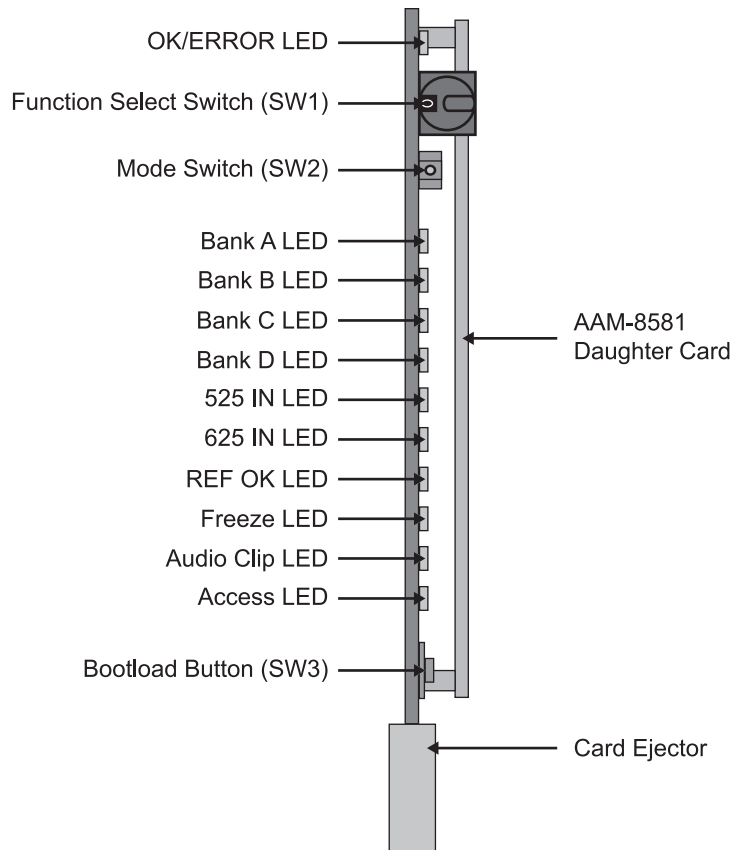 OK/ERROR LED
Function Select Switch (SW1)
Mode Switch (SW2)
Bank A LED
Bank B LED
Bank C LED
Bank D LED
525 IN LED
625 IN LED
REF OK LED
Freeze LED
Audio Clip LED
Access LED
Bootload Button (SW3)
AAM-8581
Daughter Card
Card Ejector